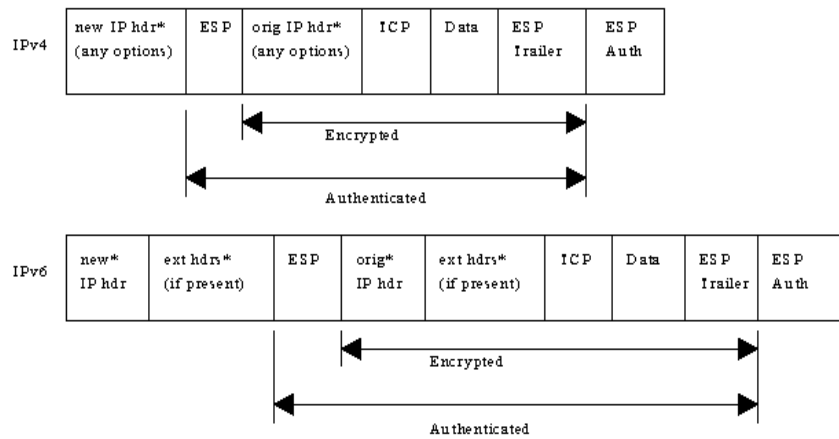 IPv4
new IP hdr* ESP orig IP hdr* ICP Data ESP ESP
(any options) (any options) Trailer Auth
Encrypted
Authenticated
IPv6
new* ext hdrs* ESP orig* ext hdrs* ICP Data ESP ESP
IP hdr (if present) IP hdr (if present) Trailer Auth
Encrypted
Authenticated